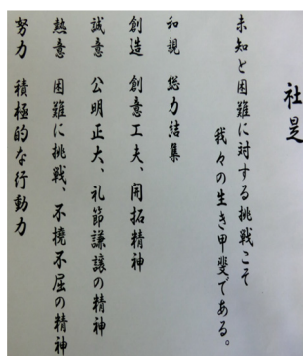 社是
未知と困難に対する挑戦こそ
我々の生き甲斐である。
和親 総力結集
創造 創意工夫、開拓精神
誠意 公明正大、礼節謙譲の精神
熱意 困難に挑戦、不撓不屈の精神
努力 積極的な行動力